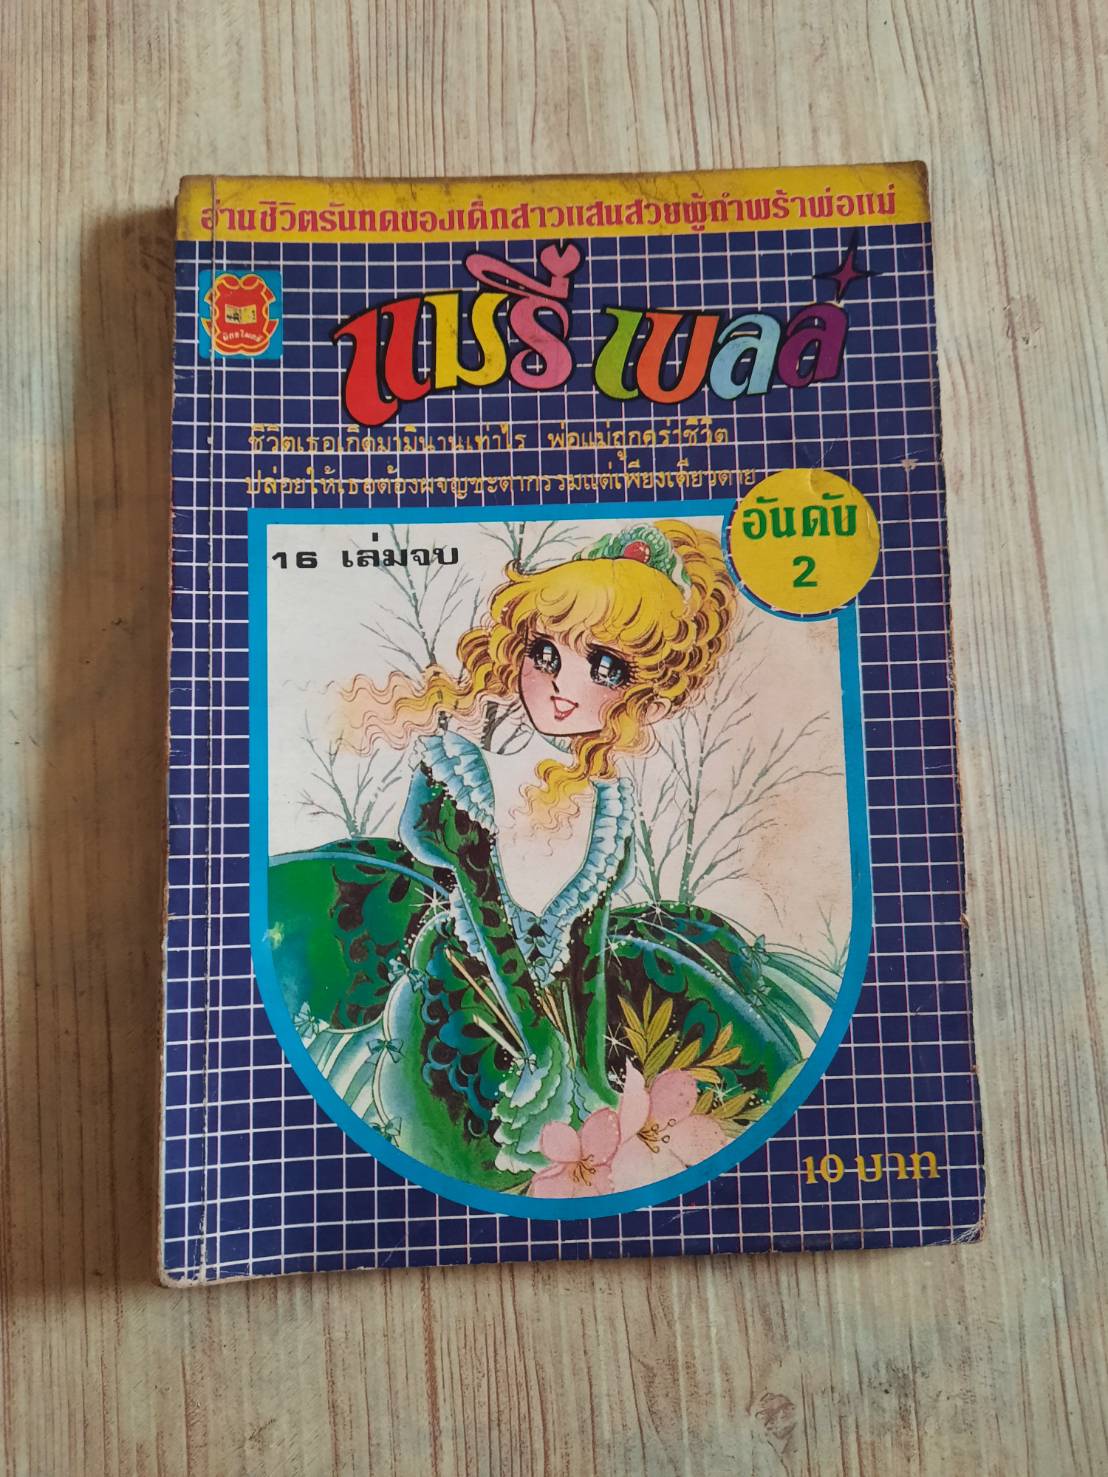 อ่านชีวิตรันทดของเด็กสาวแสนสวยผู้กำพร้าพ่อแม่
แมรี่ เบลล์
ชีวิตเธอเกิดมามินานเท่าไร พ่อแม่ถูกคร่าชีวิต
ปล่อยให้เธอต้องผจญชะตากรรมแต่เพียงเดียวดาย
อันดับ
2
16 เล่มจบ
10 บาท